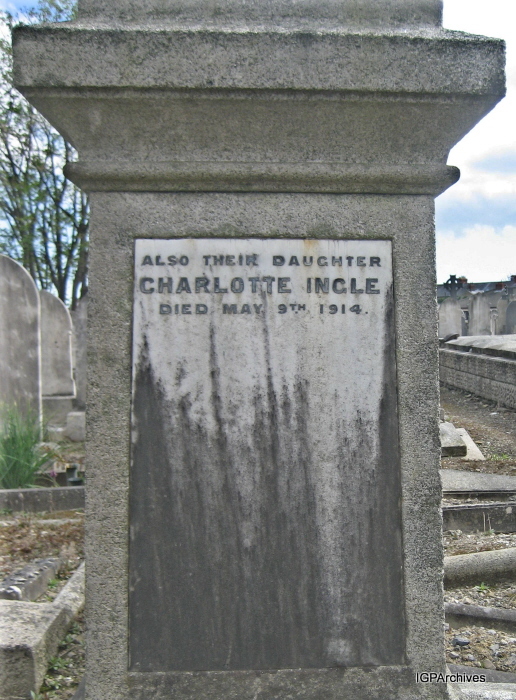 ALSO THEIR DAUGHTER
CHARLOTTE INGLE
DIED MAY 9TH 1914.
IGPArchives